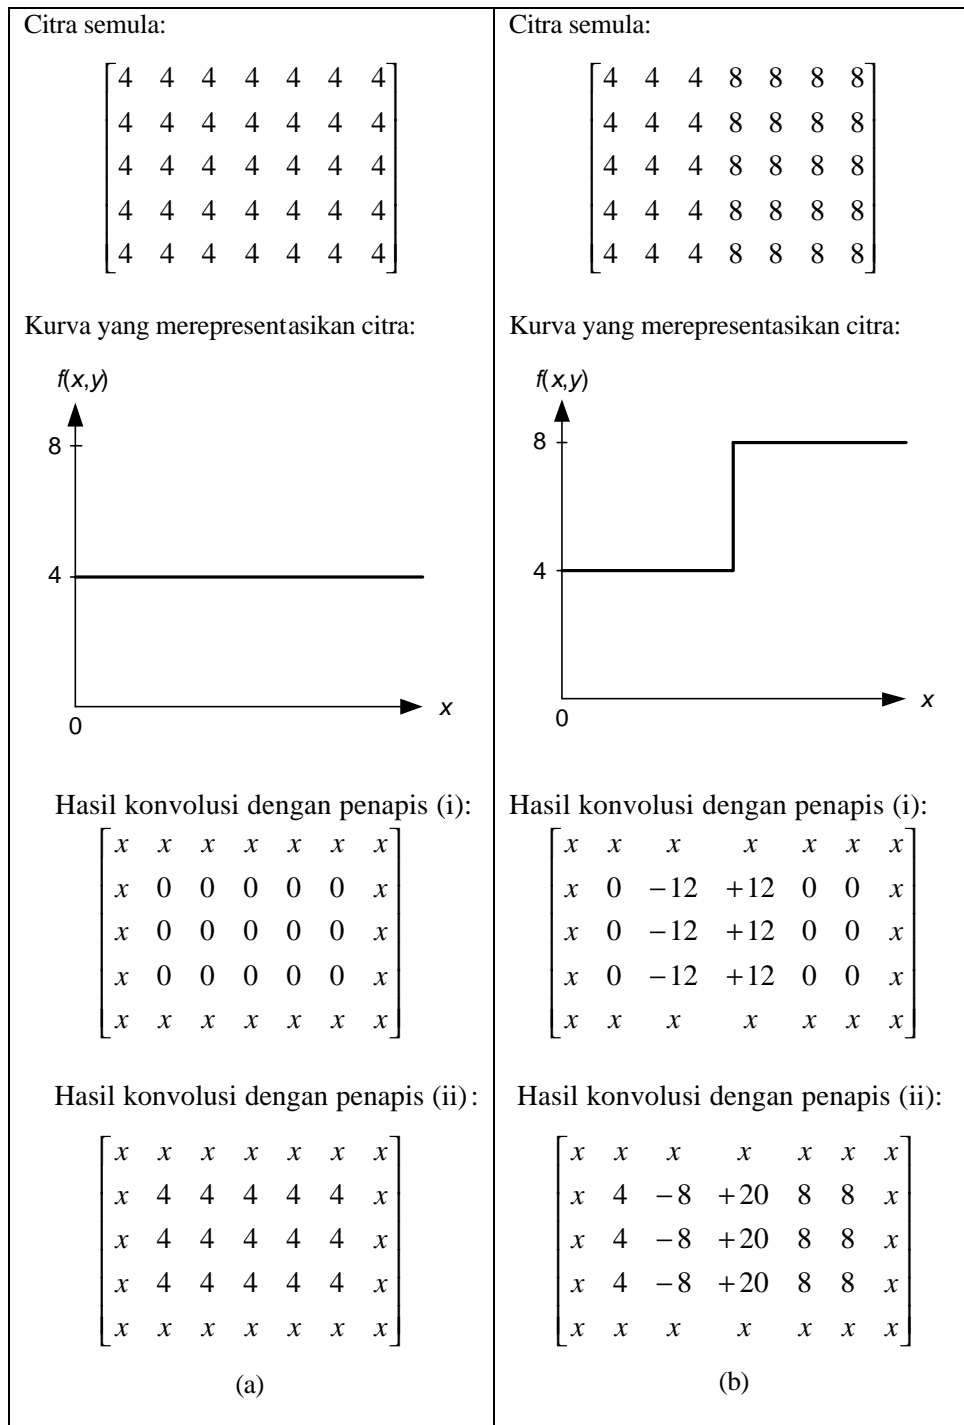 Citra semula:
4 4 4 4 4 4 4
4 4 4 4 4 4 4
4 4 4 4 4 4 4
4 4 4 4 4 4 4
4 4 4 4 4 4 4
Kurva yang merepresentasikan citra:
f(x,y)
8
4
0
x
Hasil konvolusi dengan penapis (i):
x x x x x x x
x 0 0 0 0 0 x
x 0 0 0 0 0 x
x 0 0 0 0 0 x
x x x x x x x
Hasil konvolusi dengan penapis (ii):
x x x x x x x
x 4 4 4 4 4 x
x 4 4 4 4 4 x
x 4 4 4 4 4 x
x x x x x x x
(a)
Citra semula:
4 4 4 8 8 8 8
4 4 4 8 8 8 8
4 4 4 8 8 8 8
4 4 4 8 8 8 8
4 4 4 8 8 8 8
Kurva yang merepresentasikan citra:
f(x,y)
8
4
0
x
Hasil konvolusi dengan penapis (i):
x x x x x x x
x 0 −12 +12 0 0 x
x 0 −12 +12 0 0 x
x 0 −12 +12 0 0 x
x x x x x x x
Hasil konvolusi dengan penapis (ii):
x x x x x x x
x 4 −8 +20 8 8 x
x 4 −8 +20 8 8 x
x 4 −8 +20 8 8 x
x x x x x x x
(b)